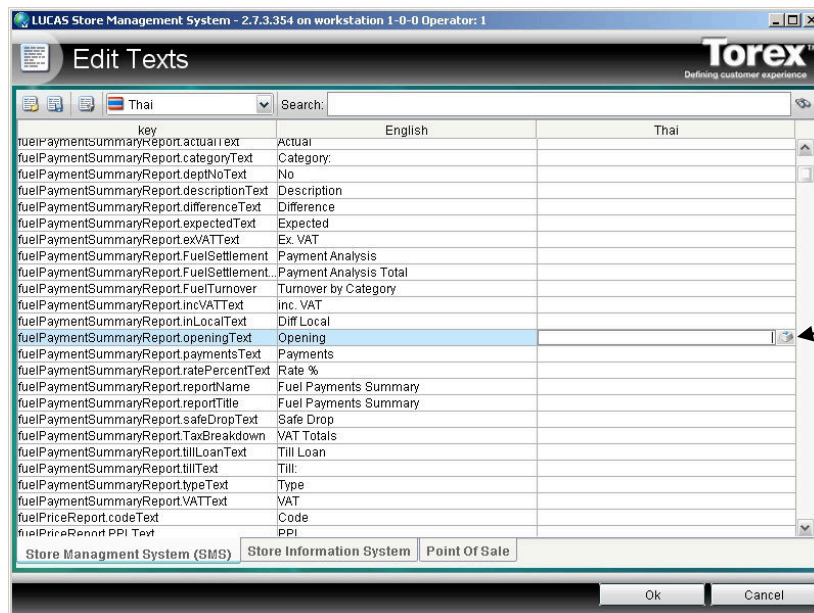 LUCAS Store Management System - 2.7.3.354 on workstation 1-0-0 Operator: 1
Edit Texts
Torex™
Defining customer experience
Thai Search:
key English Thai
fuelPaymentSummaryReport.actualText Actual
fuelPaymentSummaryReport.categoryText Category:
fuelPaymentSummaryReport.deptNoText No
fuelPaymentSummaryReport.descriptionText Description
fuelPaymentSummaryReport.differenceText Difference
fuelPaymentSummaryReport.expectedText Expected
fuelPaymentSummaryReport.exVATText Ex. VAT
fuelPaymentSummaryReport.FuelSettlement Payment Analysis
fuelPaymentSummaryReport.FuelSettlement... Payment Analysis Total
fuelPaymentSummaryReport.FuelTurnover Turnover by Category
fuelPaymentSummaryReport.incVATText inc. VAT
fuelPaymentSummaryReport.inLocalText Diff Local
fuelPaymentSummaryReport.openingText Opening
fuelPaymentSummaryReport.paymentsText Payments
fuelPaymentSummaryReport.ratePercentText Rate %
fuelPaymentSummaryReport.reportName Fuel Payments Summary
fuelPaymentSummaryReport.reportTitle Fuel Payments Summary
fuelPaymentSummaryReport.safeDropText Safe Drop
fuelPaymentSummaryReport.TaxBreakdown VAT Totals
fuelPaymentSummaryReport.tillLoanText Till Loan
fuelPaymentSummaryReport.tillText Till:
fuelPaymentSummaryReport.typeText Type
fuelPaymentSummaryReport.VATText VAT
fuelPriceReport.codeText Code
fuelPriceReport.PPLText PPL
Store Managment System (SMS) Store Information System Point Of Sale
Ok Cancel